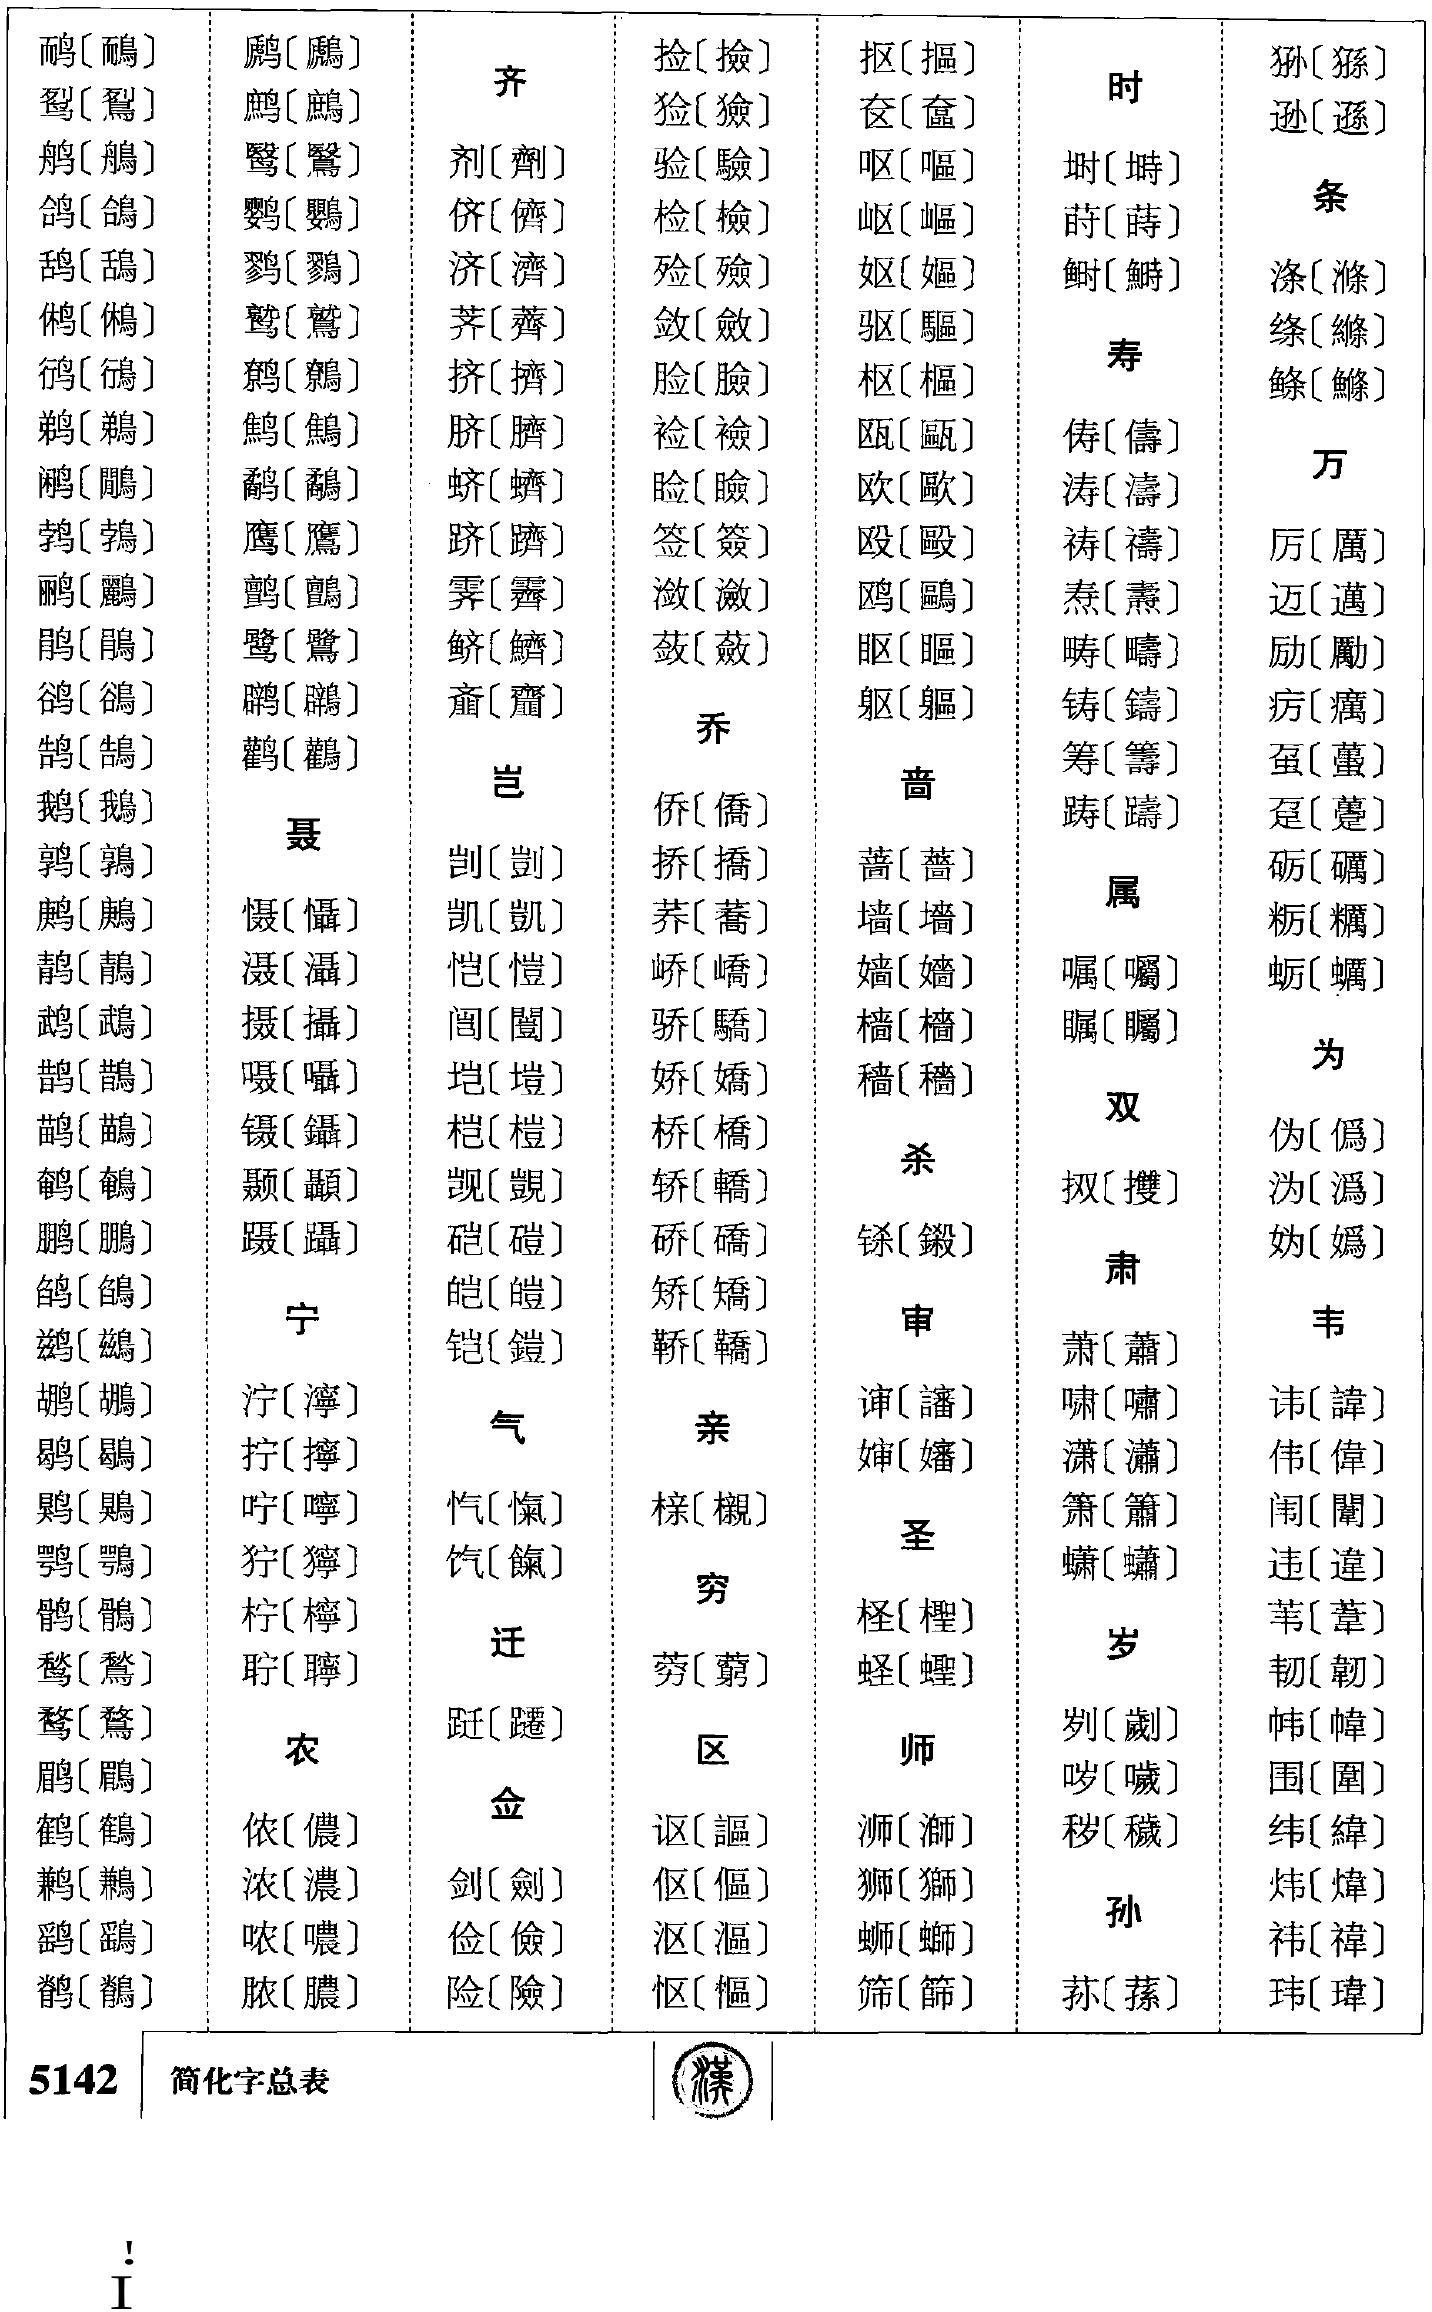 鸸〔鴯〕
䴕〔鴷〕
鸼〔鵃〕
鸽〔鴿〕
鸹〔鴰〕
鸺〔鵂〕
鸻〔鴴〕
鹈〔鵜〕
鹇〔鷳〕
鹁〔鵓〕
鹂〔鸝〕
鹃〔鵑〕
鹆〔鵒〕
鹄〔鵠〕
鹅〔鵝〕
鹑〔鶉〕
鹒〔鶊〕
䴖〔鶄〕
鹉〔鵡〕
鹊〔鵲〕
鹋〔鶓〕
鹌〔鵪〕
鹏〔鵬〕
鹐〔鵮〕
鹚〔鷀〕
鹕〔鶘〕
鹖〔鶡〕
䴗〔鶪〕
鹗〔鶚〕
鹘〔鶻〕
鹙〔鶖〕
鹜〔鶩〕
鹛〔鶥〕
鹤〔鶴〕
鹣〔鶼〕
鹞〔鷂〕
鹡〔鶺〕
䴘〔鷉〕
鹧〔鷓〕
鹥〔鷖〕
鹦〔鸚〕
鹨〔鷚〕
鹫〔鷲〕
鹩〔鷯〕
鹪〔鷦〕
鹬〔鷸〕
鹰〔鷹〕
鹯〔鸇〕
鹭〔鷺〕
䴙〔鸊〕
鹳〔鸛〕
聂
慑〔懾〕
滠〔灄〕
摄〔攝〕
嗫〔囁〕
镊〔鑷〕
颞〔顳〕
蹑〔躡〕
宁
泞〔濘〕
拧〔擰〕
咛〔嚀〕
狞〔獰〕
柠〔檸〕
聍〔聹〕
农
侬〔儂〕
浓〔濃〕
哝〔噥〕
脓〔膿〕
齐
剂〔劑〕
侪〔儕〕
济〔濟〕
荠〔薺〕
挤〔擠〕
脐〔臍〕
蛴〔蠐〕
跻〔躋〕
霁〔霽〕
鲚〔鱭〕
齑〔齏〕
岂
剀〔剴〕
凯〔凱〕
恺〔愷〕
闿〔闓〕
垲〔塏〕
桤〔榿〕
觊〔覬〕
硙〔磑〕
皑〔皚〕
铠〔鎧〕
气
忾〔愾〕
饩〔餼〕
迁
跹〔躚〕
佥
剑〔劍〕
俭〔儉〕
险〔險〕
捡〔撿〕
猃〔獫〕
验〔驗〕
检〔檢〕
殓〔殮〕
敛〔斂〕
脸〔臉〕
裣〔襝〕
睑〔瞼〕
签〔簽〕
潋〔瀲〕
蔹〔蘞〕
乔
侨〔僑〕
挢〔撟〕
荞〔蕎〕
峤〔嶠〕
骄〔驕〕
娇〔嬌〕
桥〔橋〕
轿〔轎〕
硚〔礄〕
矫〔矯〕
鞒〔鞽〕
亲
榇〔櫬〕
穷
䓖〔藭〕
区
讴〔謳〕
伛〔傴〕
沤〔漚〕
怄〔慪〕
抠〔摳〕
奁〔奩〕
呕〔嘔〕
岖〔嶇〕
妪〔嫗〕
驱〔驅〕
枢〔樞〕
瓯〔甌〕
欧〔歐〕
殴〔毆〕
鸥〔鷗〕
眍〔瞘〕
躯〔軀〕
啬
蔷〔薔〕
墙〔墻〕
嫱〔嬙〕
樯〔檣〕
穑〔穡〕
杀
铩〔鎩〕
审
谉〔讅〕
婶〔嬸〕
圣
柽〔檉〕
蛏〔蟶〕
师
浉〔溮〕
狮〔獅〕
蛳〔螄〕
筛〔篩〕
时
埘〔塒〕
莳〔蒔〕
鲥〔鰣〕
寿
俦〔儔〕
涛〔濤〕
祷〔禱〕
焘〔燾〕
畴〔疇〕
铸〔鑄〕
筹〔籌〕
踌〔躊〕
属
嘱〔囑〕
瞩〔矚〕
双
㧐〔㩳〕
肃
萧〔蕭〕
啸〔嘯〕
潇〔瀟〕
箫〔簫〕
蟏〔蠨〕
岁
刿〔劌〕
哕〔噦〕
秽〔穢〕
孙
荪〔蓀〕
狲〔猻〕
逊〔遜〕
条
涤〔滌〕
绦〔縧〕
鲦〔鰷〕
万
厉〔厲〕
迈〔邁〕
励〔勵〕
疠〔癘〕
虿〔蠆〕
趸〔躉〕
砺〔礪〕
粝〔糲〕
蛎〔蠣〕
为
伪〔僞〕
沩〔潙〕
妫〔嬀〕
韦
讳〔諱〕
伟〔偉〕
闱〔闈〕
违〔違〕
苇〔葦〕
韧〔韌〕
帏〔幃〕
围〔圍〕
纬〔緯〕
炜〔煒〕
祎〔禕〕
玮〔瑋〕
5142
简化字总表
漢
!
I